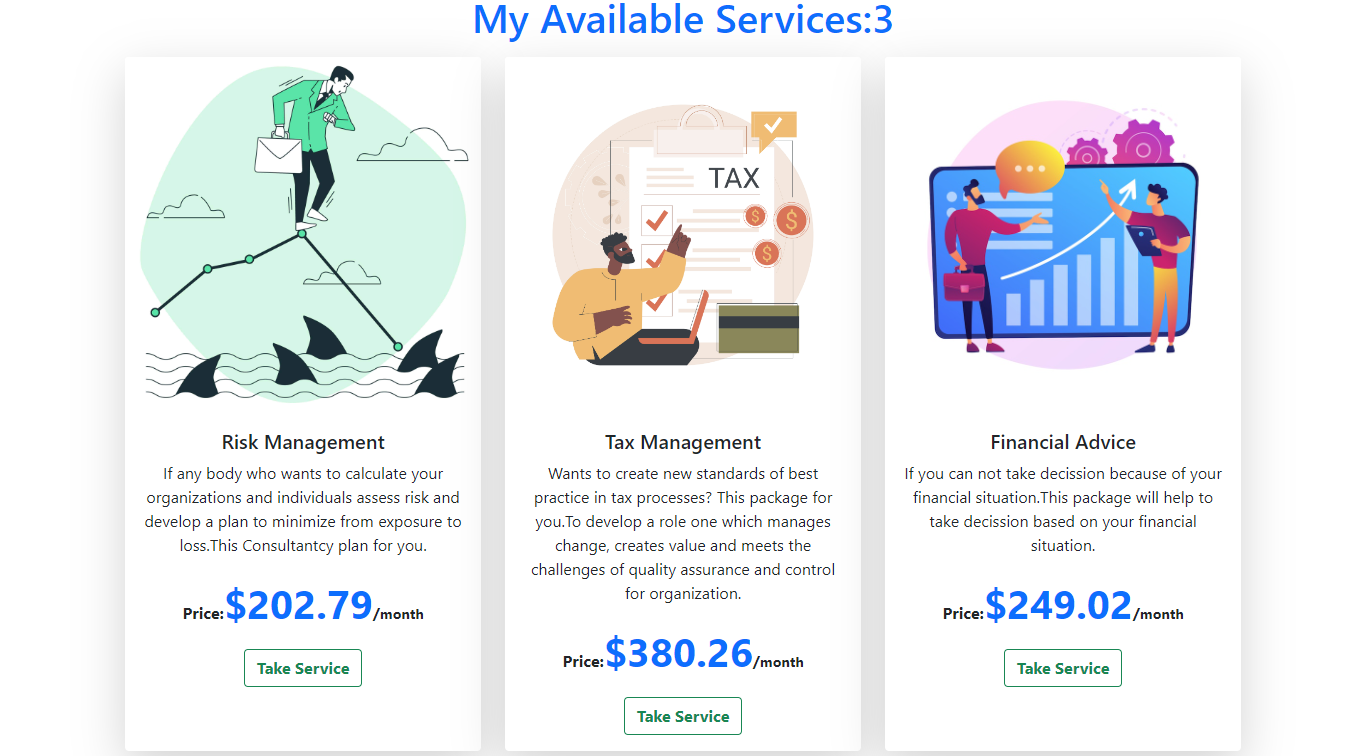 My Available Services:3
TAX
Risk Management
If any body who wants to calculate your
organizations and individuals assess risk and
develop a plan to minimize from exposure to
loss.This Consultantcy plan for you.
Price:$202.79/month
Take Service
Tax Management
Wants to create new standards of best
practice in tax processes? This package for
you.To develop a role one which manages
change, creates value and meets the
challenges of quality assurance and control
for organization.
Price:$380.26/month
Take Service
Financial Advice
If you can not take decission because of your
financial situation.This package will help to
take decission based on your financial
situation.
Price:$249.02/month
Take Service